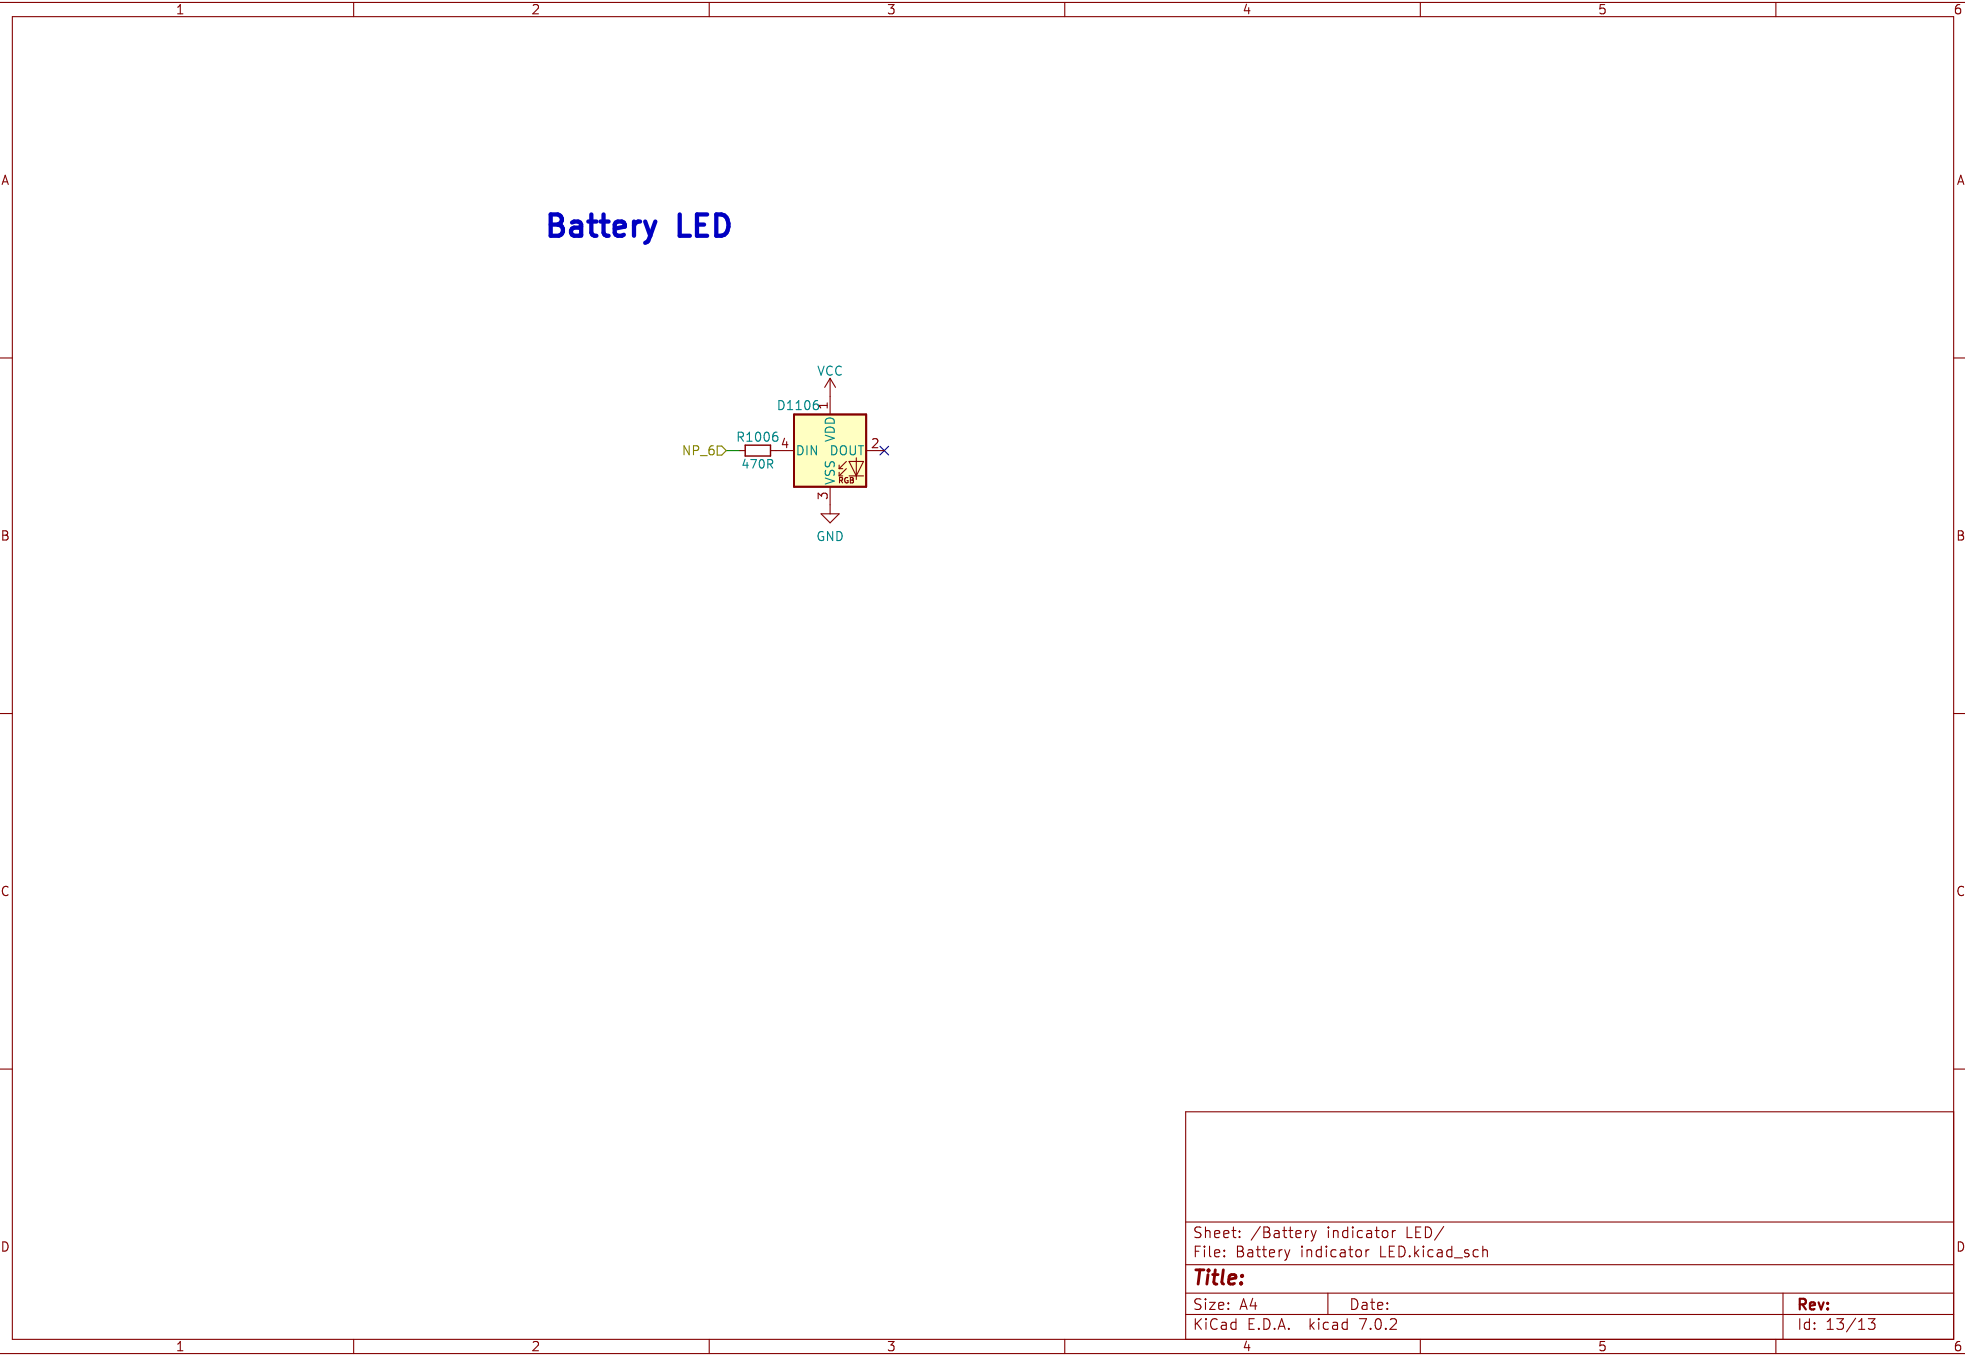 1 2 3 4 5 6
A A
Battery LED
VCC
D1106 1
R1006 4 VDD 2
NP_6 DIN DOUT
470R VSS
RGB
3
B GND B
C C
Sheet: /Battery indicator LED/
File: Battery indicator LED.kicad_sch
D D
Title:
Size: A4 Date: Rev:
KiCad E.D.A. kicad 7.0.2 Id: 13/13
1 2 3 4 5 6